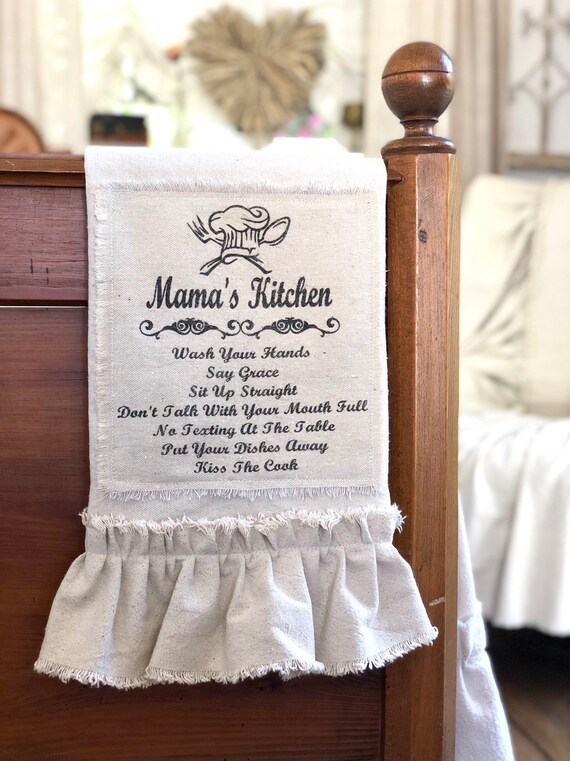 Mama's Kitchen
Wash Your Hands
Say Grace
Sit Up Straight
Don't Talk With Your Mouth Full
No Texting At The Table
Put Your Dishes Away
Kiss The Cook